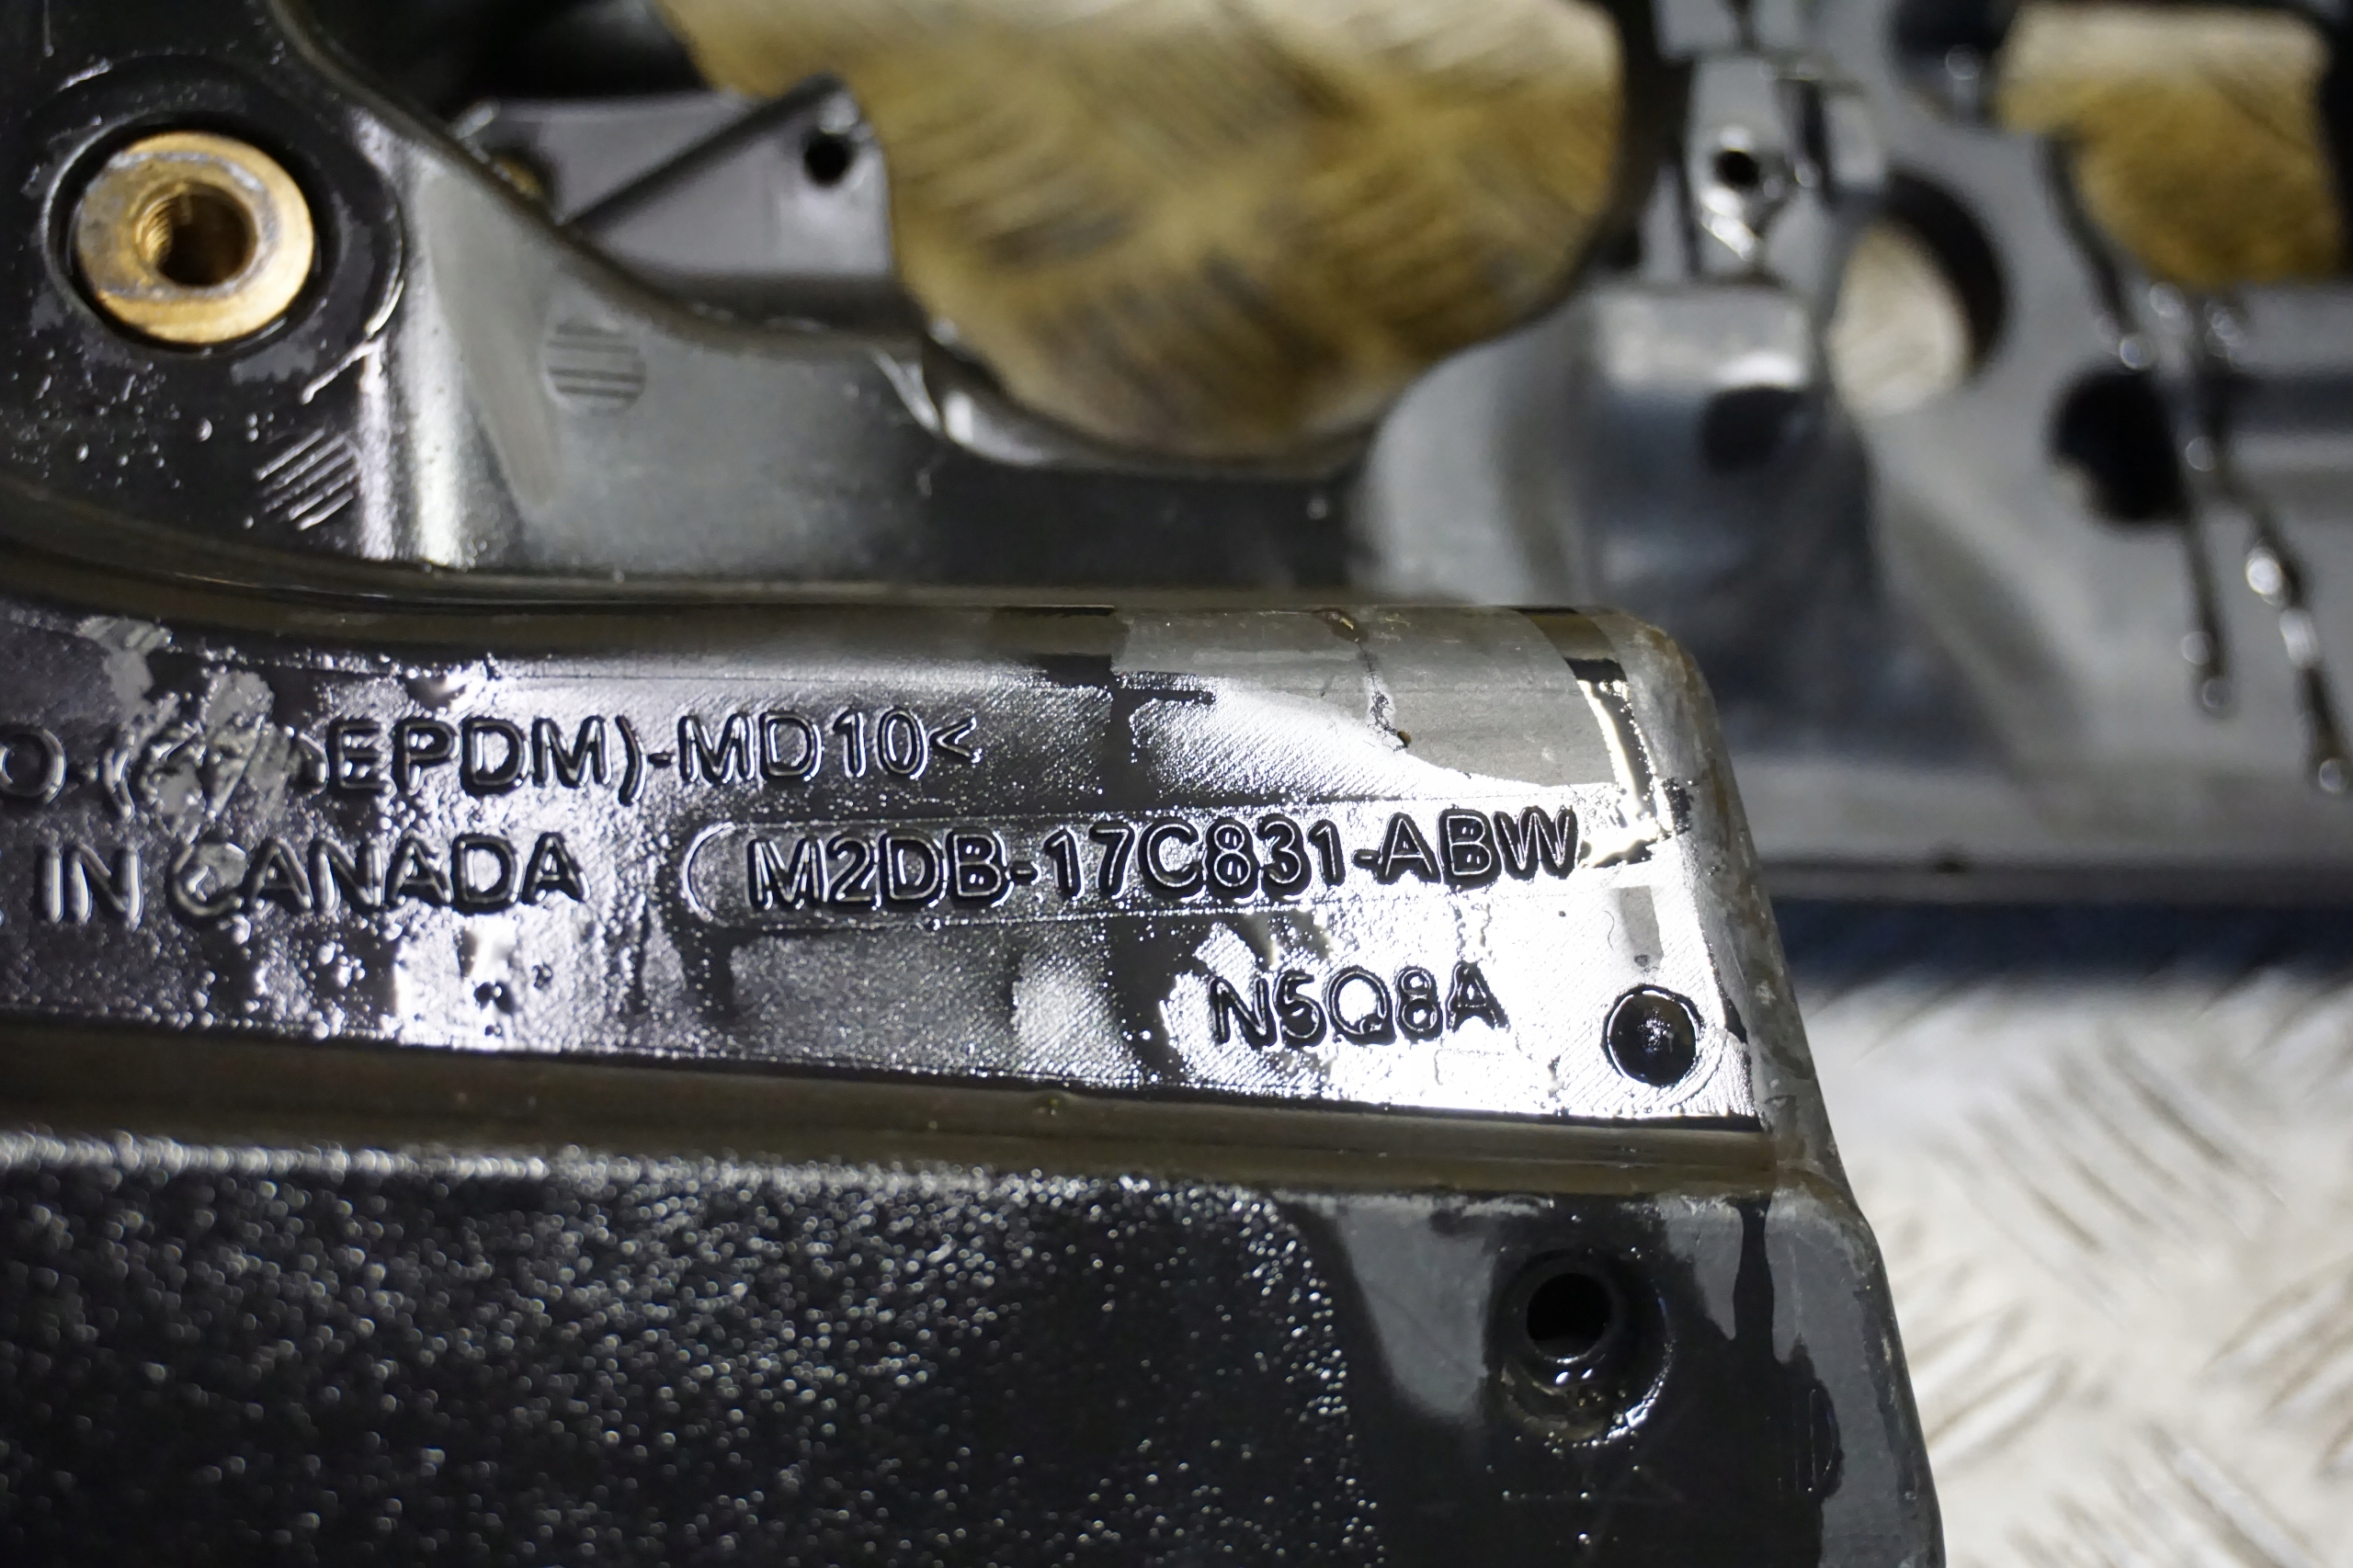 EPDM)-MD10<
IN CANADA
M2DB-17C831-ABW
N5Q8A